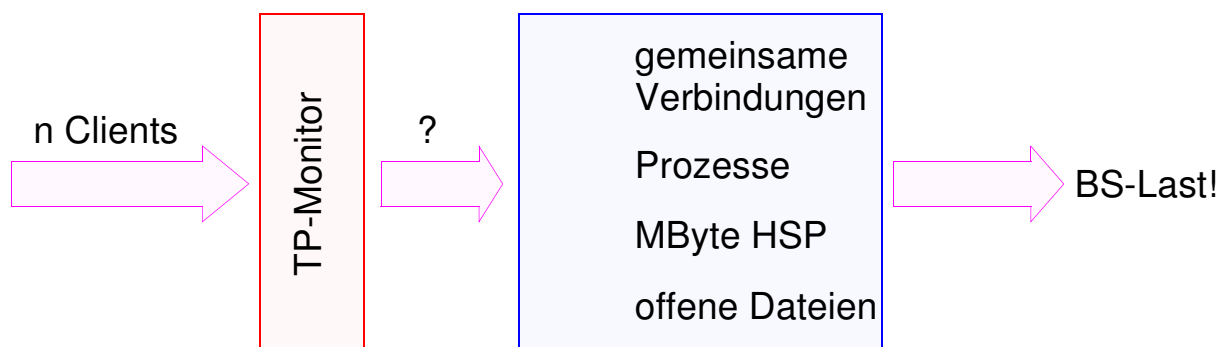 n Clients
TP-Monitor
?
gemeinsame
Verbindungen
Prozesse
MByte HSP
offene Dateien
BS-Last!